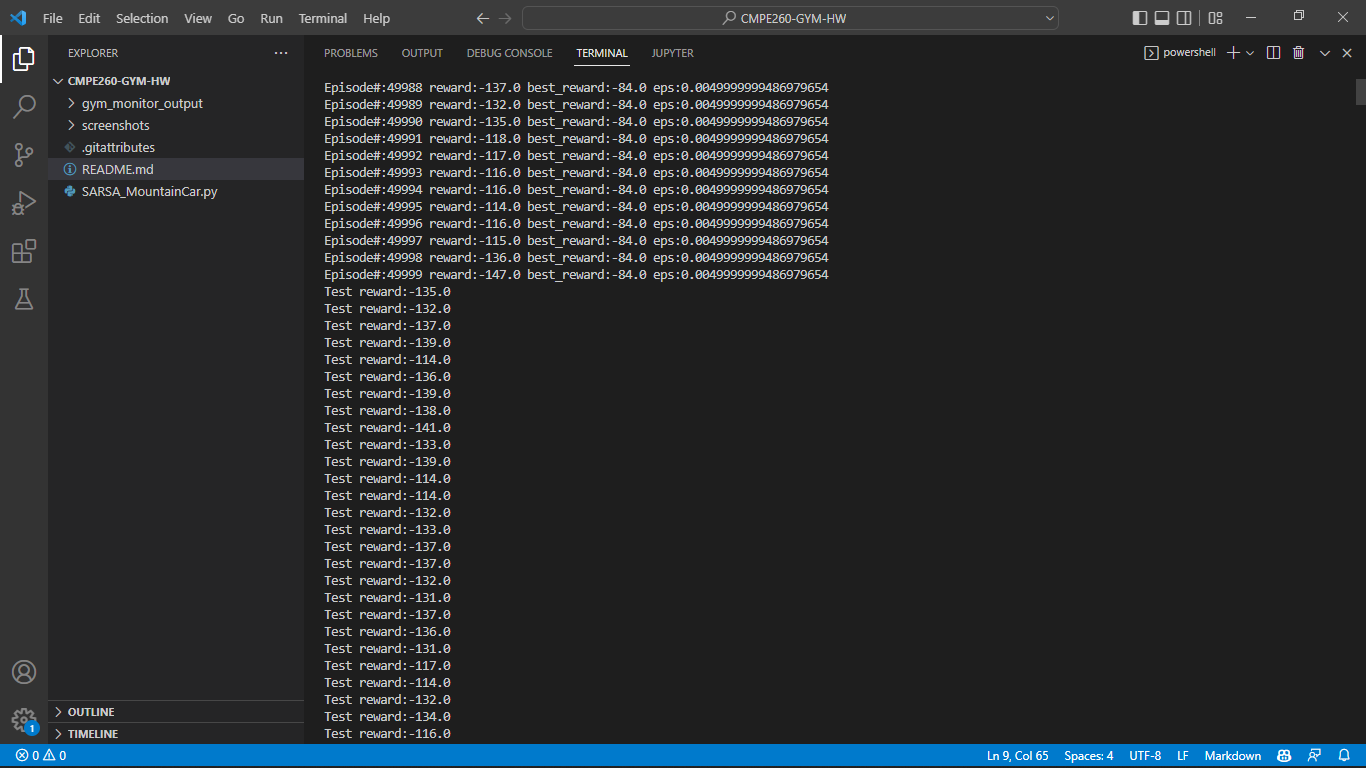 File Edit Selection View Go Run Terminal Help
CMPE260-GYM-HW
EXPLORER
CMPE260-GYM-HW
gym_monitor_output
screenshots
.gitattributes
README.md
SARSA_MountainCar.py
OUTLINE
TIMELINE
PROBLEMS OUTPUT DEBUG CONSOLE TERMINAL JUPYTER
powershell
Episode#:49988 reward:-137.0 best_reward:-84.0 eps:0.0049999999486979654
Episode#:49989 reward:-132.0 best_reward:-84.0 eps:0.0049999999486979654
Episode#:49990 reward:-135.0 best_reward:-84.0 eps:0.0049999999486979654
Episode#:49991 reward:-118.0 best_reward:-84.0 eps:0.0049999999486979654
Episode#:49992 reward:-117.0 best_reward:-84.0 eps:0.0049999999486979654
Episode#:49993 reward:-116.0 best_reward:-84.0 eps:0.0049999999486979654
Episode#:49994 reward:-116.0 best_reward:-84.0 eps:0.0049999999486979654
Episode#:49995 reward:-114.0 best_reward:-84.0 eps:0.0049999999486979654
Episode#:49996 reward:-116.0 best_reward:-84.0 eps:0.0049999999486979654
Episode#:49997 reward:-115.0 best_reward:-84.0 eps:0.0049999999486979654
Episode#:49998 reward:-136.0 best_reward:-84.0 eps:0.0049999999486979654
Episode#:49999 reward:-147.0 best_reward:-84.0 eps:0.0049999999486979654
Test reward:-135.0
Test reward:-132.0
Test reward:-137.0
Test reward:-139.0
Test reward:-114.0
Test reward:-136.0
Test reward:-139.0
Test reward:-138.0
Test reward:-141.0
Test reward:-133.0
Test reward:-139.0
Test reward:-114.0
Test reward:-114.0
Test reward:-132.0
Test reward:-133.0
Test reward:-137.0
Test reward:-137.0
Test reward:-132.0
Test reward:-131.0
Test reward:-137.0
Test reward:-136.0
Test reward:-131.0
Test reward:-117.0
Test reward:-114.0
Test reward:-132.0
Test reward:-134.0
Test reward:-116.0
1
0 0
Ln 9, Col 65 Spaces: 4 UTF-8 LF Markdown